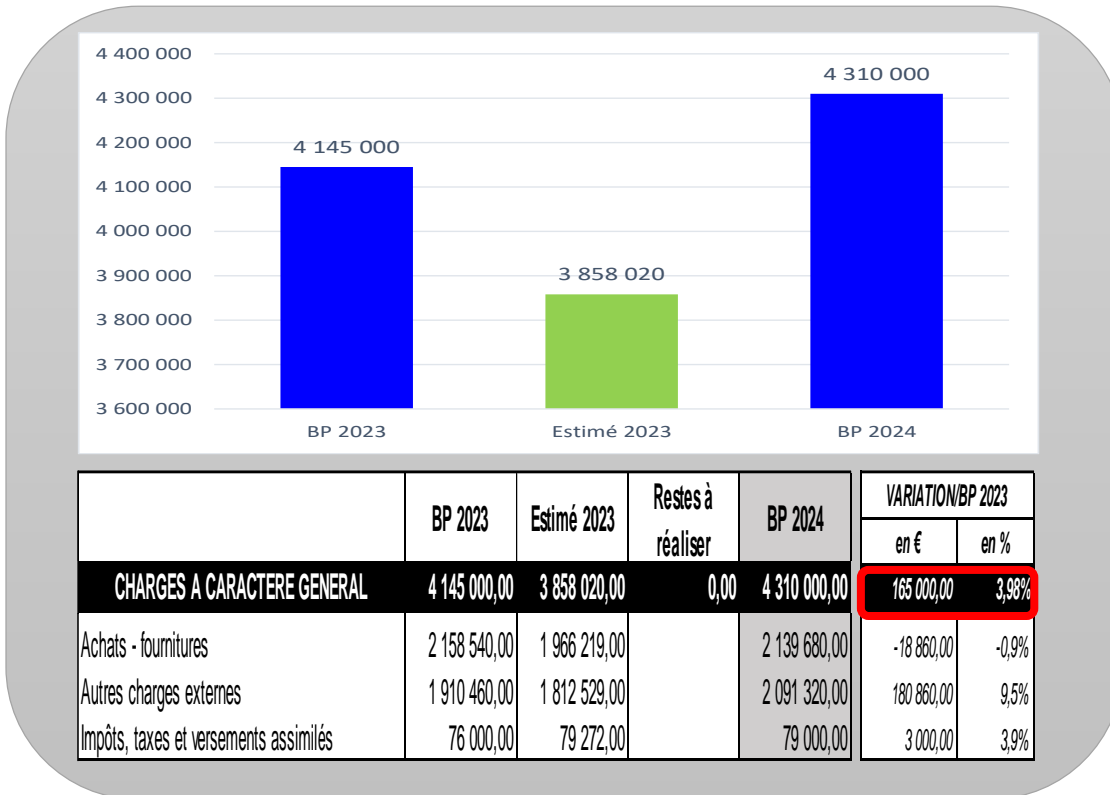 4 400 000
4 300 000
4 200 000
4 100 000
4 000 000
3 900 000
3 800 000
3 700 000
3 600 000
4 145 000
3 858 020
4 310 000
BP 2023 Estimé 2023 BP 2024
BP 2023 Estimé 2023 Restes à réaliser BP 2024 VARIATION/BP 2023
en € en %
CHARGES A CARACTERE GENERAL 4 145 000,00 3 858 020,00 0,00 4 310 000,00 165 000,00 3,98%
Achats - fournitures 2 158 540,00 1 966 219,00 2 139 680,00 -18 860,00 -0,9%
Autres charges externes 1 910 460,00 1 812 529,00 2 091 320,00 180 860,00 9,5%
Impôts, taxes et versements assimilés 76 000,00 79 272,00 79 000,00 3 000,00 3,9%